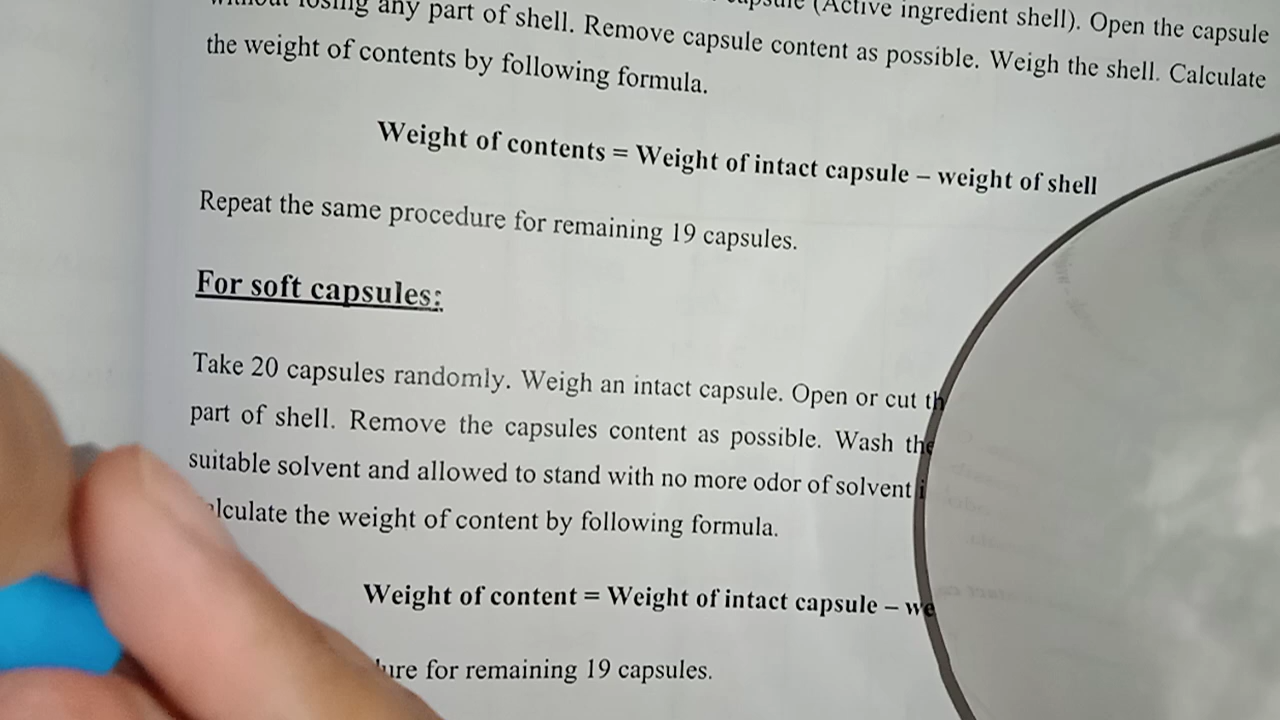 without losing any part of shell. Remove capsule content as possible. Weigh the shell. Calculate
(Active ingredient shell). Open the capsule
the weight of contents by following formula.
Weight of contents = Weight of intact capsule – weight of shell
Repeat the same procedure for remaining 19 capsules.
For soft capsules:
Take 20 capsules randomly. Weigh an intact capsule. Open or cut th
part of shell. Remove the capsules content as possible. Wash the
suitable solvent and allowed to stand with no more odor of solvent i
lculate the weight of content by following formula.
Weight of content = Weight of intact capsule – we
ure for remaining 19 capsules.